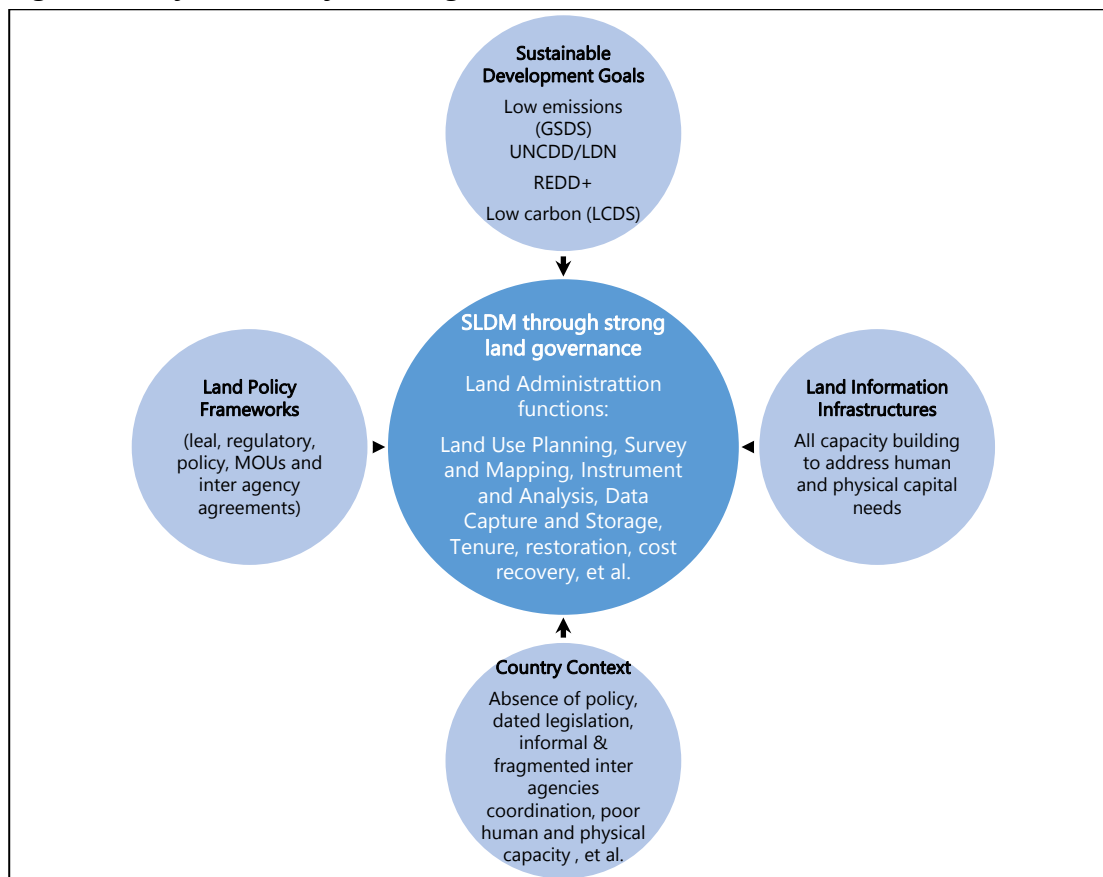 Sustainable
Development Goals
Low emissions
(GSDS)
UNCDD/LDN
REDD+
Low carbon (LCDS)
SLDM through strong
land governance
Land Administrattion
functions:
Land Use Planning, Survey
and Mapping, Instrument
and Analysis, Data
Capture and Storage,
Tenure, restoration, cost
recovery, et al.
Land Policy
Frameworks
(leal, regulatory,
policy, MOUs and
inter agency
agreements)
Land Information
Infrastructures
All capacity building
to address human
and physical capital
needs
Country Context
Absence of policy,
dated legislation,
informal &
fragmented inter
agencies
coordination, poor
human and physical
capacity , et al.